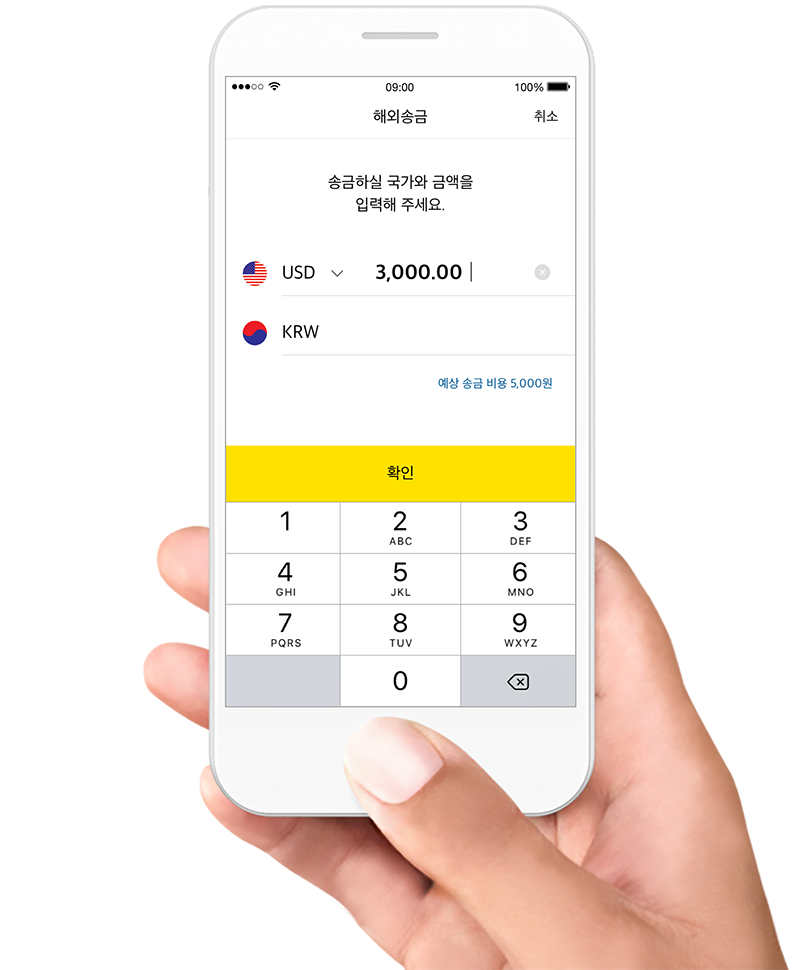 09:00
100%
해외송금
취소
송금하실 국가와 금액을
입력해 주세요.
USD 3,000.00
KRW
예상 송금 비용 5,000원
확인
1 2 3
ABC DEF
4 5 6
GHI JKL MNO
7 8 9
PQRS TUV WXYZ
0